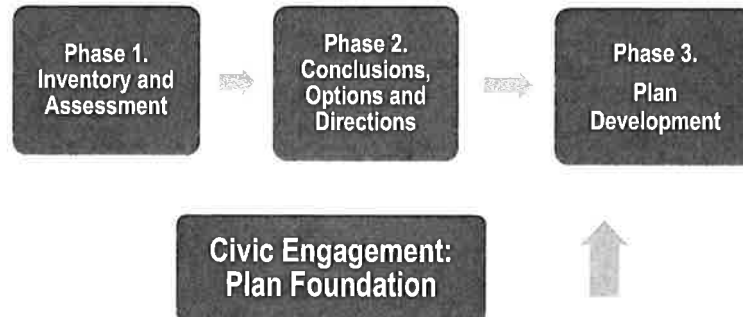 Phase 1.
Inventory and
Assessment
Phase 2.
Conclusions,
Options and
Directions
Phase 3.
Plan
Development
Civic Engagement:
Plan Foundation